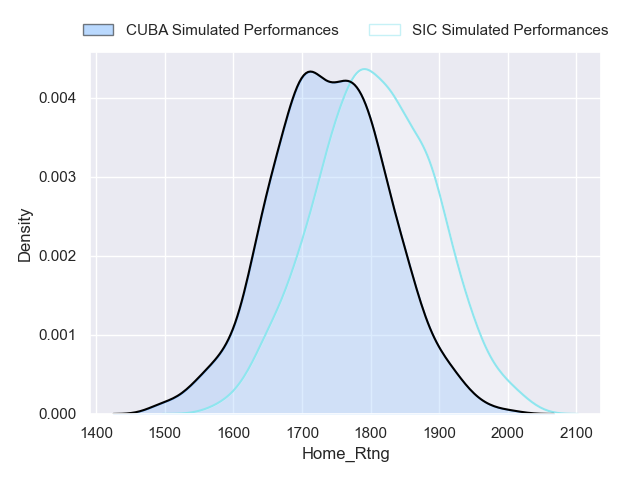 CUBA Simulated Performances
SIC Simulated Performances
0.004
0.003
0.002
0.001
0.000
Density
1400 1500 1600 1700 1800 1900 2000 2100
Home_Rtng